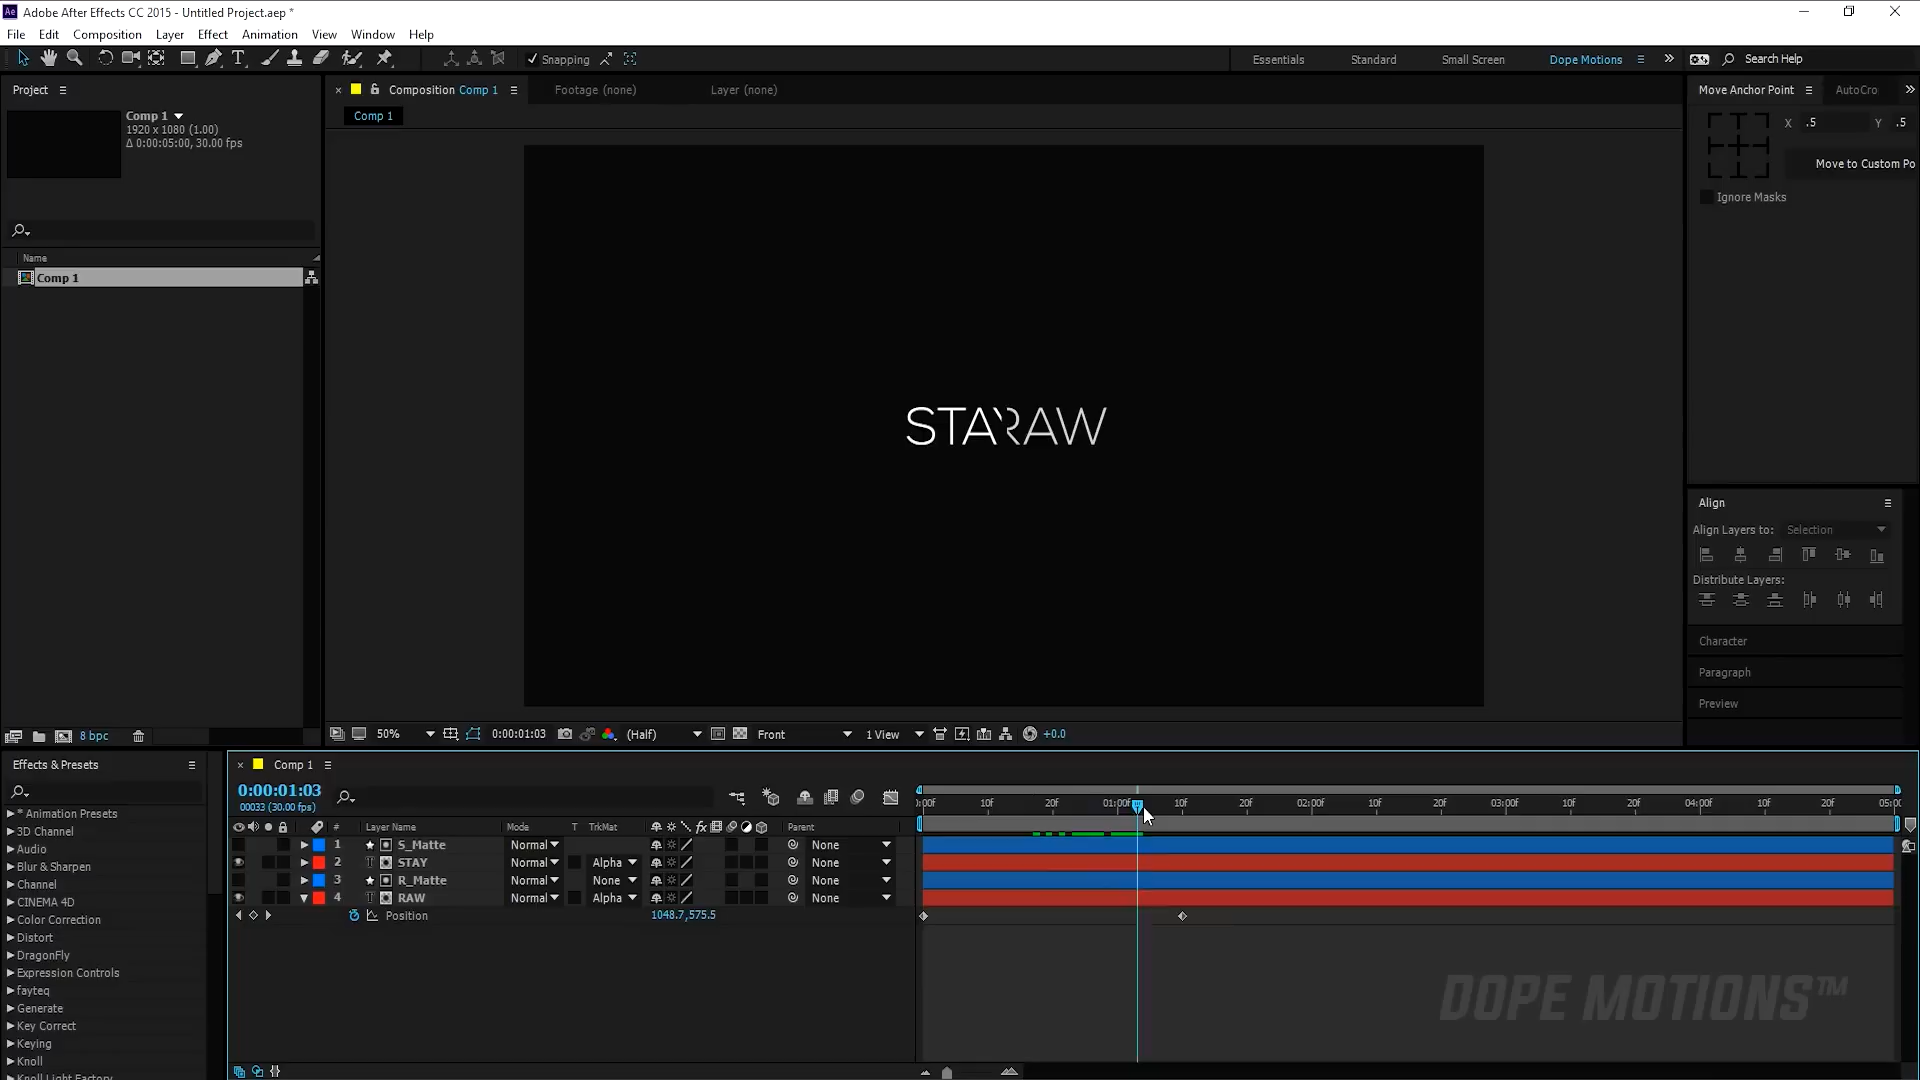 Adobe After Effects CC 2015 - Untitled Project.aep *
File Edit Composition Layer Effect Animation View Window Help
Snapping
Essentials Standard Small Screen Dope Motions Search Help
Project
Comp 1
1920 x 1080 (1.00)
Δ 0:00:05:00, 30.00 fps
Name
Comp 1
8 bpc
Composition Comp 1
Footage (none)
Layer (none)
Comp 1
STARAW
50% 0:00:01:03 (Half) Front 1 View +0.0
Move Anchor Point AutoCro
X .5 Y .5
Move to Custom Po
Ignore Masks
Align
Align Layers to: Selection
Distribute Layers:
Character
Paragraph
Preview
Effects & Presets
* Animation Presets
3D Channel
Audio
Blur & Sharpen
Channel
CINEMA 4D
Color Correction
Distort
DragonFly
Expression Controls
fayteq
Generate
Key Correct
Keying
Knoll
Knoll Light Factory
Comp 1
0:00:01:03
00033 (30.00 fps)
:00f 10f 20f 01:00f 10f 20f 02:00f 10f 20f 03:00f 10f 20f 04:00f 10f 20f 05:0
# Layer Name Mode T TrkMat Parent
1 S_Matte Normal None
2 STAY Normal Alpha None
3 R_Matte Normal None None
4 RAW Normal Alpha None
Position 1048.7,575.5
DOPE MOTIONS™